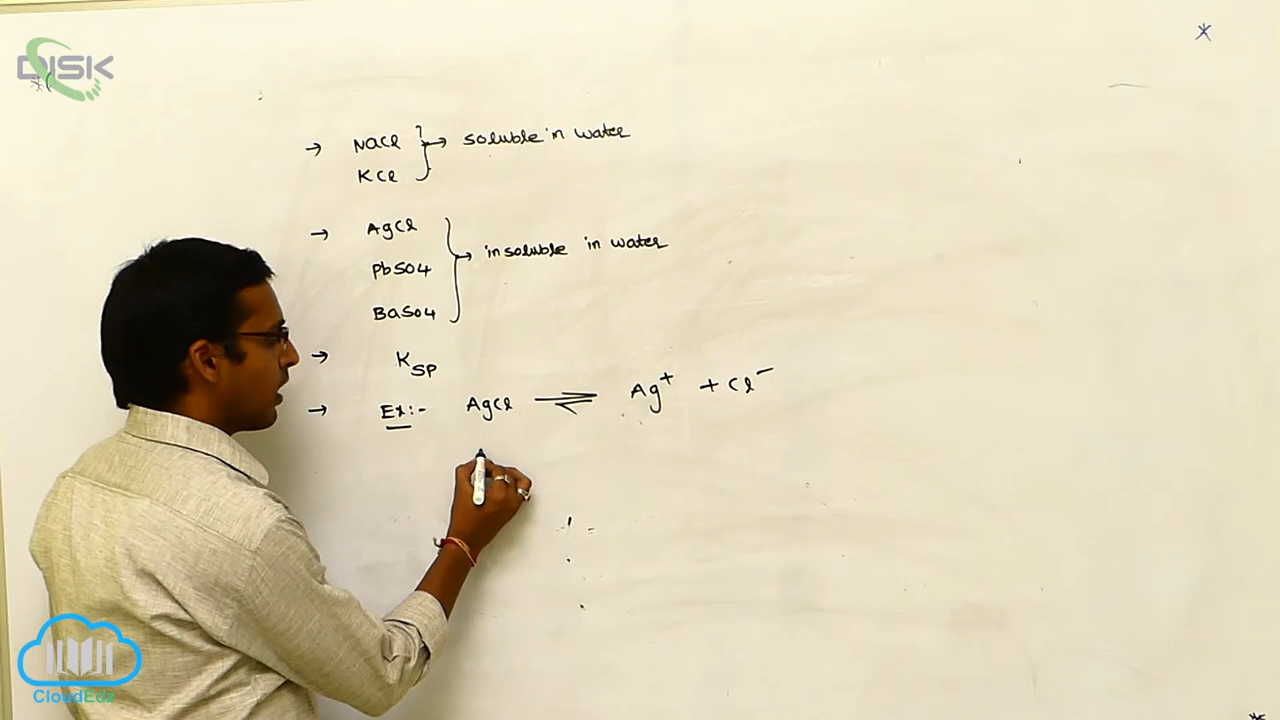 DISK
→ NaCl
KCl } → soluble in water
→ AgCl
PbSO4 } → insoluble in water
BaSO4
→ KSP
→ Ex:- AgCl ⇌ Ag⁺ + Cl⁻
CloudEdz